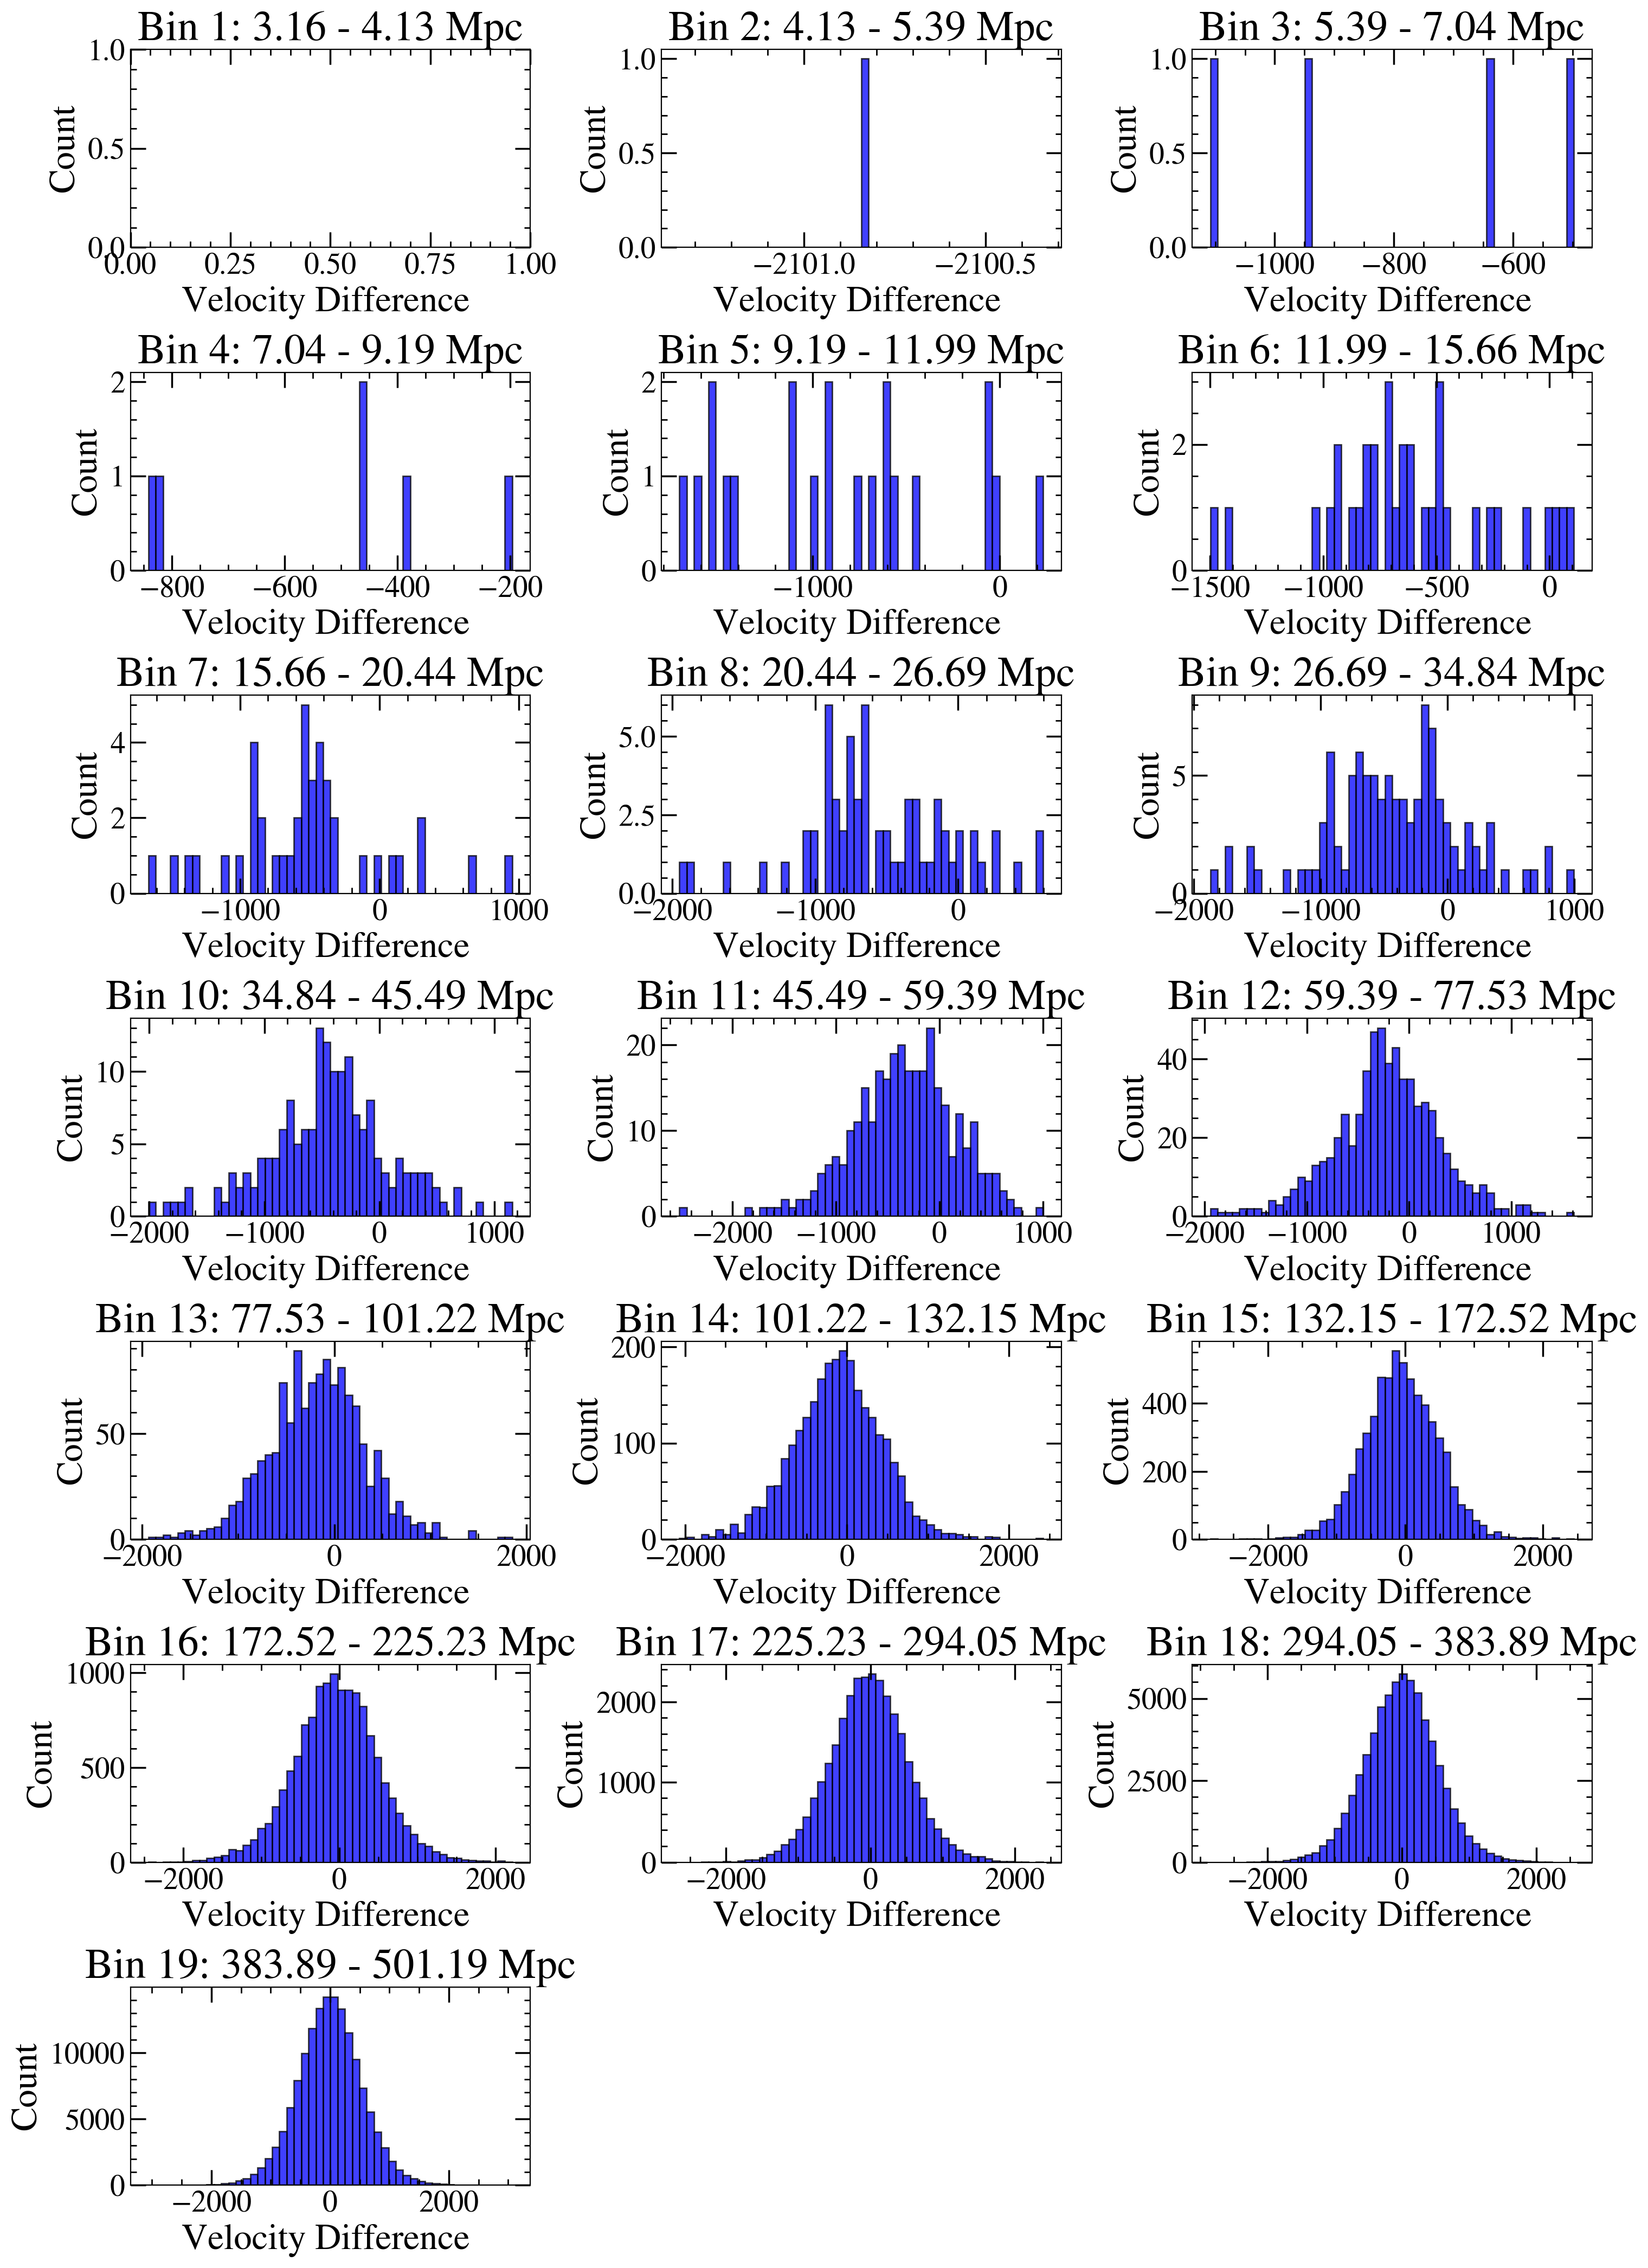 Bin 1: 3.16 - 4.13 Mpc
Count
1.0
0.5
0.0
0.00 0.25 0.50 0.75 1.00
Velocity Difference
Bin 2: 4.13 - 5.39 Mpc
Count
1.0
0.5
0.0
−2101.0 −2100.5
Velocity Difference
Bin 3: 5.39 - 7.04 Mpc
Count
1.0
0.5
0.0
−1000 −800 −600
Velocity Difference
Bin 4: 7.04 - 9.19 Mpc
Count
2
1
0
−800 −600 −400 −200
Velocity Difference
Bin 5: 9.19 - 11.99 Mpc
Count
2
1
0
−1000 0
Velocity Difference
Bin 6: 11.99 - 15.66 Mpc
Count
2
0
−1500 −1000 −500 0
Velocity Difference
Bin 7: 15.66 - 20.44 Mpc
Count
4
2
0
−1000 0 1000
Velocity Difference
Bin 8: 20.44 - 26.69 Mpc
Count
5.0
2.5
0.0
−2000 −1000 0
Velocity Difference
Bin 9: 26.69 - 34.84 Mpc
Count
5
0
−2000 −1000 0 1000
Velocity Difference
Bin 10: 34.84 - 45.49 Mpc
Count
10
5
0
−2000 −1000 0 1000
Velocity Difference
Bin 11: 45.49 - 59.39 Mpc
Count
20
10
0
−2000 −1000 0 1000
Velocity Difference
Bin 12: 59.39 - 77.53 Mpc
Count
40
20
0
−2000 −1000 0 1000
Velocity Difference
Bin 13: 77.53 - 101.22 Mpc
Count
50
0
−2000 0 2000
Velocity Difference
Bin 14: 101.22 - 132.15 Mpc
Count
200
100
0
−2000 0 2000
Velocity Difference
Bin 15: 132.15 - 172.52 Mpc
Count
400
200
0
−2000 0 2000
Velocity Difference
Bin 16: 172.52 - 225.23 Mpc
Count
1000
500
0
−2000 0 2000
Velocity Difference
Bin 17: 225.23 - 294.05 Mpc
Count
2000
1000
0
−2000 0 2000
Velocity Difference
Bin 18: 294.05 - 383.89 Mpc
Count
5000
2500
0
−2000 0 2000
Velocity Difference
Bin 19: 383.89 - 501.19 Mpc
Count
10000
5000
0
−2000 0 2000
Velocity Difference